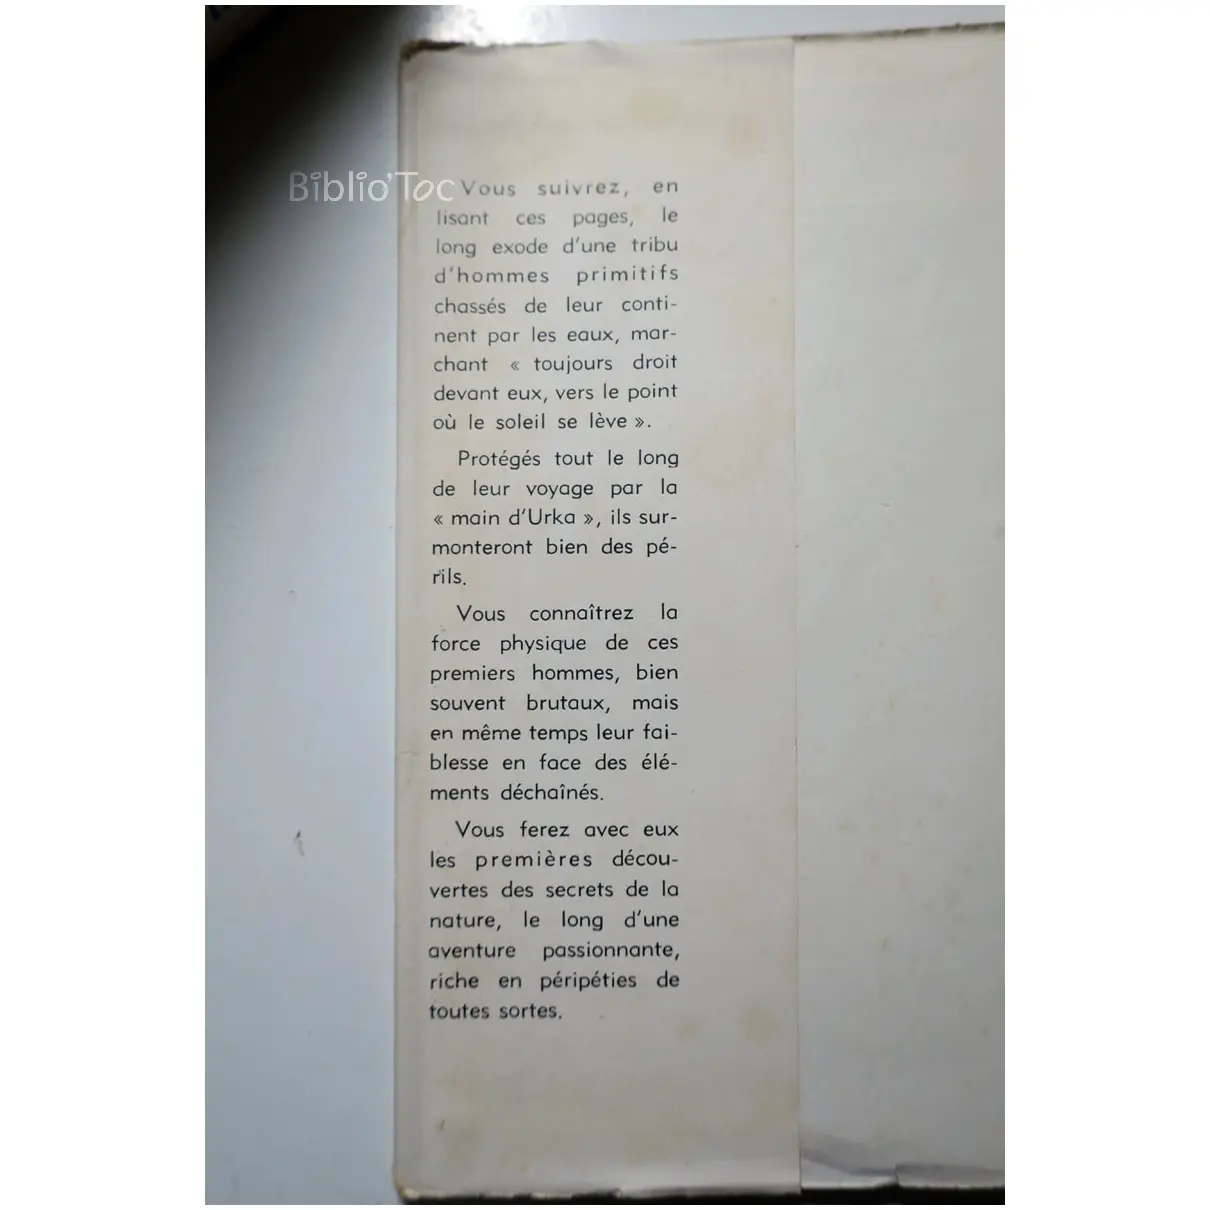 Biblio'Toc
Vous suivrez, en
lisant ces pages, le
long exode d'une tribu
d'hommes primitifs
chassés de leur conti-
nent par les eaux, mar-
chant « toujours droit
devant eux, vers le point
où le soleil se lève ».
Protégés tout le long
de leur voyage par la
« main d'Urka », ils sur-
monteront bien des pé-
rils.
Vous connaîtrez la
force physique de ces
premiers hommes, bien
souvent brutaux, mais
en même temps leur fai-
blesse en face des élé-
ments déchaînés.
Vous ferez avec eux
les premières décou-
vertes des secrets de la
nature, le long d'une
aventure passionnante,
riche en péripéties de
toutes sortes.